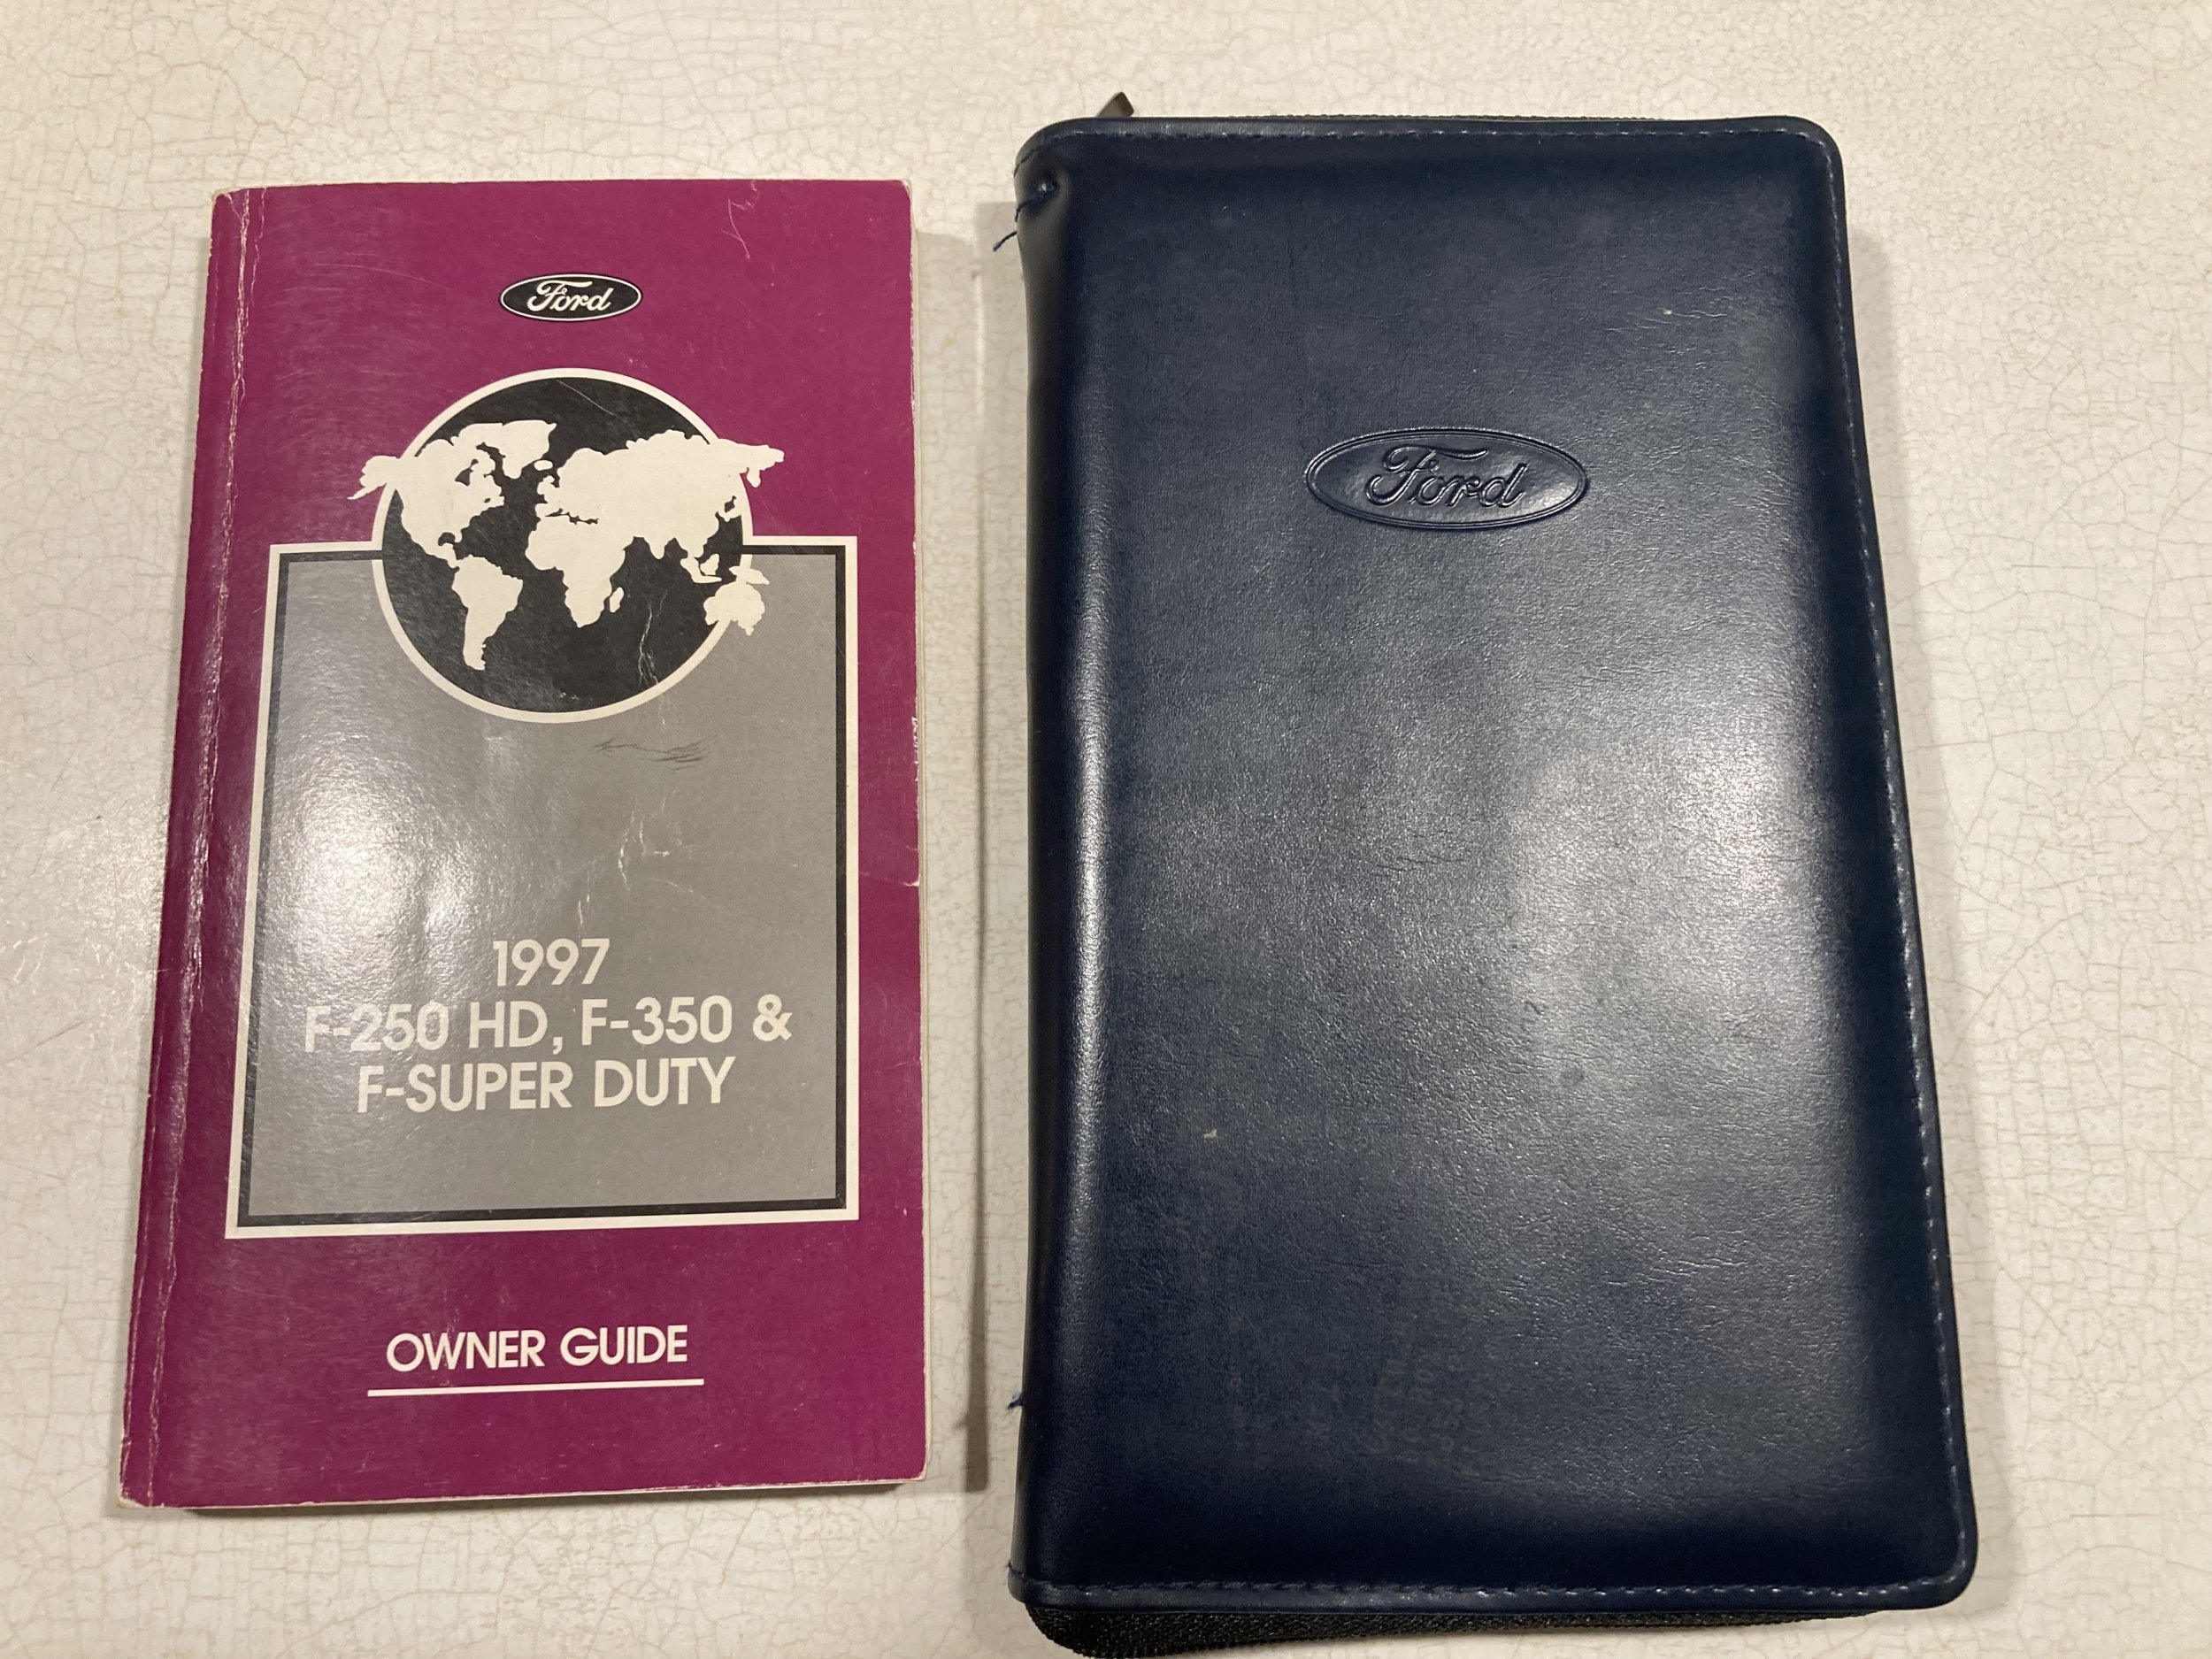 Ford
1997
F-250 HD, F-350 &
F-SUPER DUTY
OWNER GUIDE
Ford